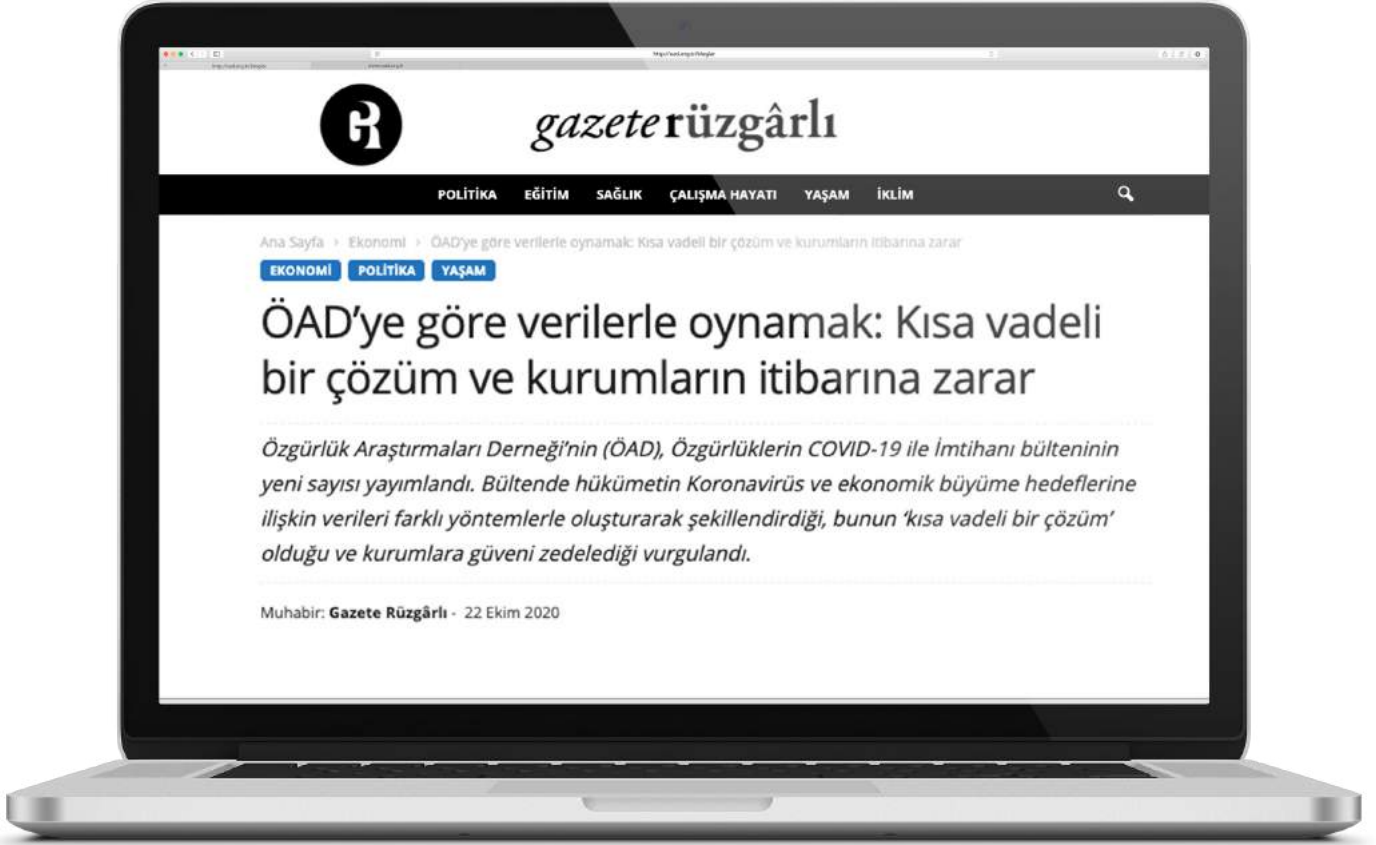 GR
gazete rüzgârlı
POLİTİKA EĞİTİM SAĞLIK ÇALIŞMA HAYATI YAŞAM İKLİM
Ana Sayfa › Ekonomi › ÖAD'ye göre verilerle oynamak: Kısa vadeli bir çözüm ve kurumların itibarına zarar
EKONOMİ POLİTİKA YAŞAM
ÖAD'ye göre verilerle oynamak: Kısa vadeli
bir çözüm ve kurumların itibarına zarar
Özgürlük Araştırmaları Derneği'nin (ÖAD), Özgürlüklerin COVID-19 ile İmtihanı bülteninin
yeni sayısı yayımlandı. Bültende hükümetin Koronavirüs ve ekonomik büyüme hedeflerine
ilişkin verileri farklı yöntemlerle oluşturarak şekillendirdiği, bunun 'kısa vadeli bir çözüm'
olduğu ve kurumlara güveni zedelediği vurgulandı.
Muhabir: Gazete Rüzgârlı - 22 Ekim 2020